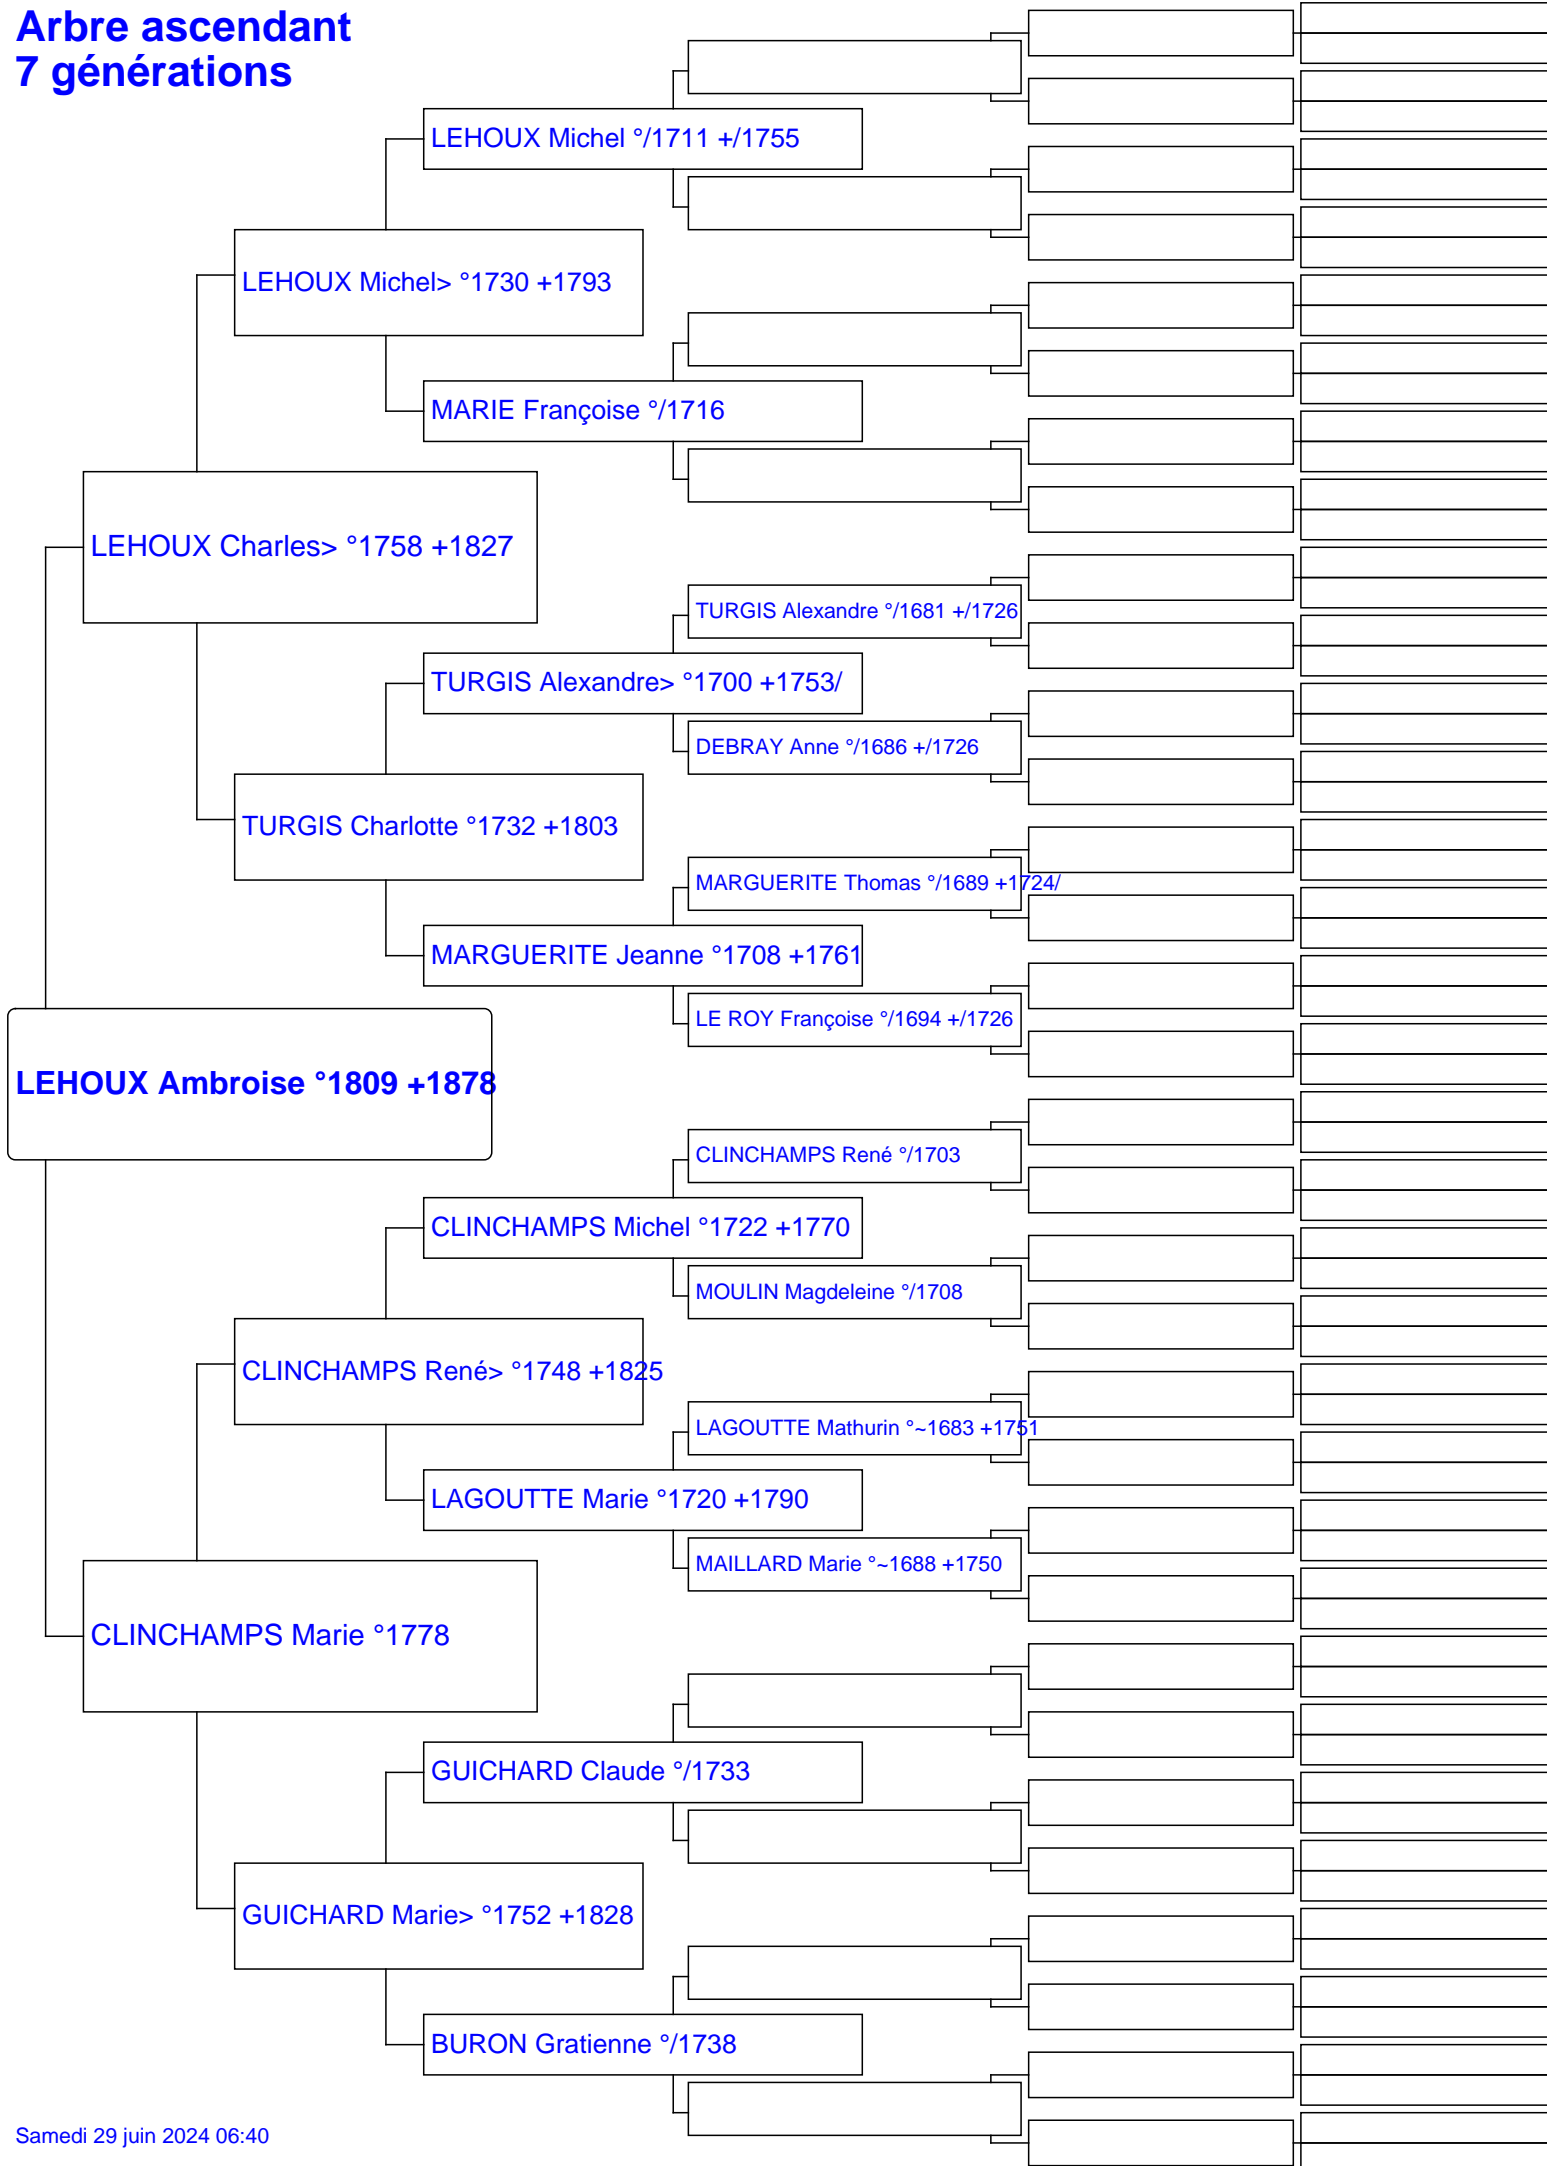 Arbre ascendant
7 générations
LEHOUX Michel °/1711 +/1755
LEHOUX Michel> °1730 +1793
MARIE Françoise °/1716
LEHOUX Charles> °1758 +1827
TURGIS Alexandre °/1681 +/1726
TURGIS Alexandre> °1700 +1753/
DEBRAY Anne °/1686 +/1726
TURGIS Charlotte °1732 +1803
MARGUERITE Thomas °/1689 +1724/
MARGUERITE Jeanne °1708 +1761
LE ROY Françoise °/1694 +/1726
LEHOUX Ambroise °1809 +1878
CLINCHAMPS René °/1703
CLINCHAMPS Michel °1722 +1770
MOULIN Magdeleine °/1708
CLINCHAMPS René> °1748 +1825
LAGOUTTE Mathurin °~1683 +1751
LAGOUTTE Marie °1720 +1790
MAILLARD Marie °~1688 +1750
CLINCHAMPS Marie °1778
GUICHARD Claude °/1733
GUICHARD Marie> °1752 +1828
BURON Gratienne °/1738
Samedi 29 juin 2024 06:40